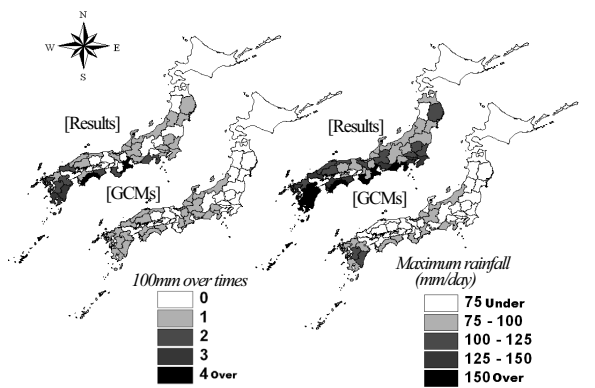 N
W E
S
[Results]
[GCMs]
100mm over times
0
1
2
3
4 Over
[Results]
[GCMs]
Maximum rainfall
(mm/day)
75 Under
75 - 100
100 - 125
125 - 150
150 Over